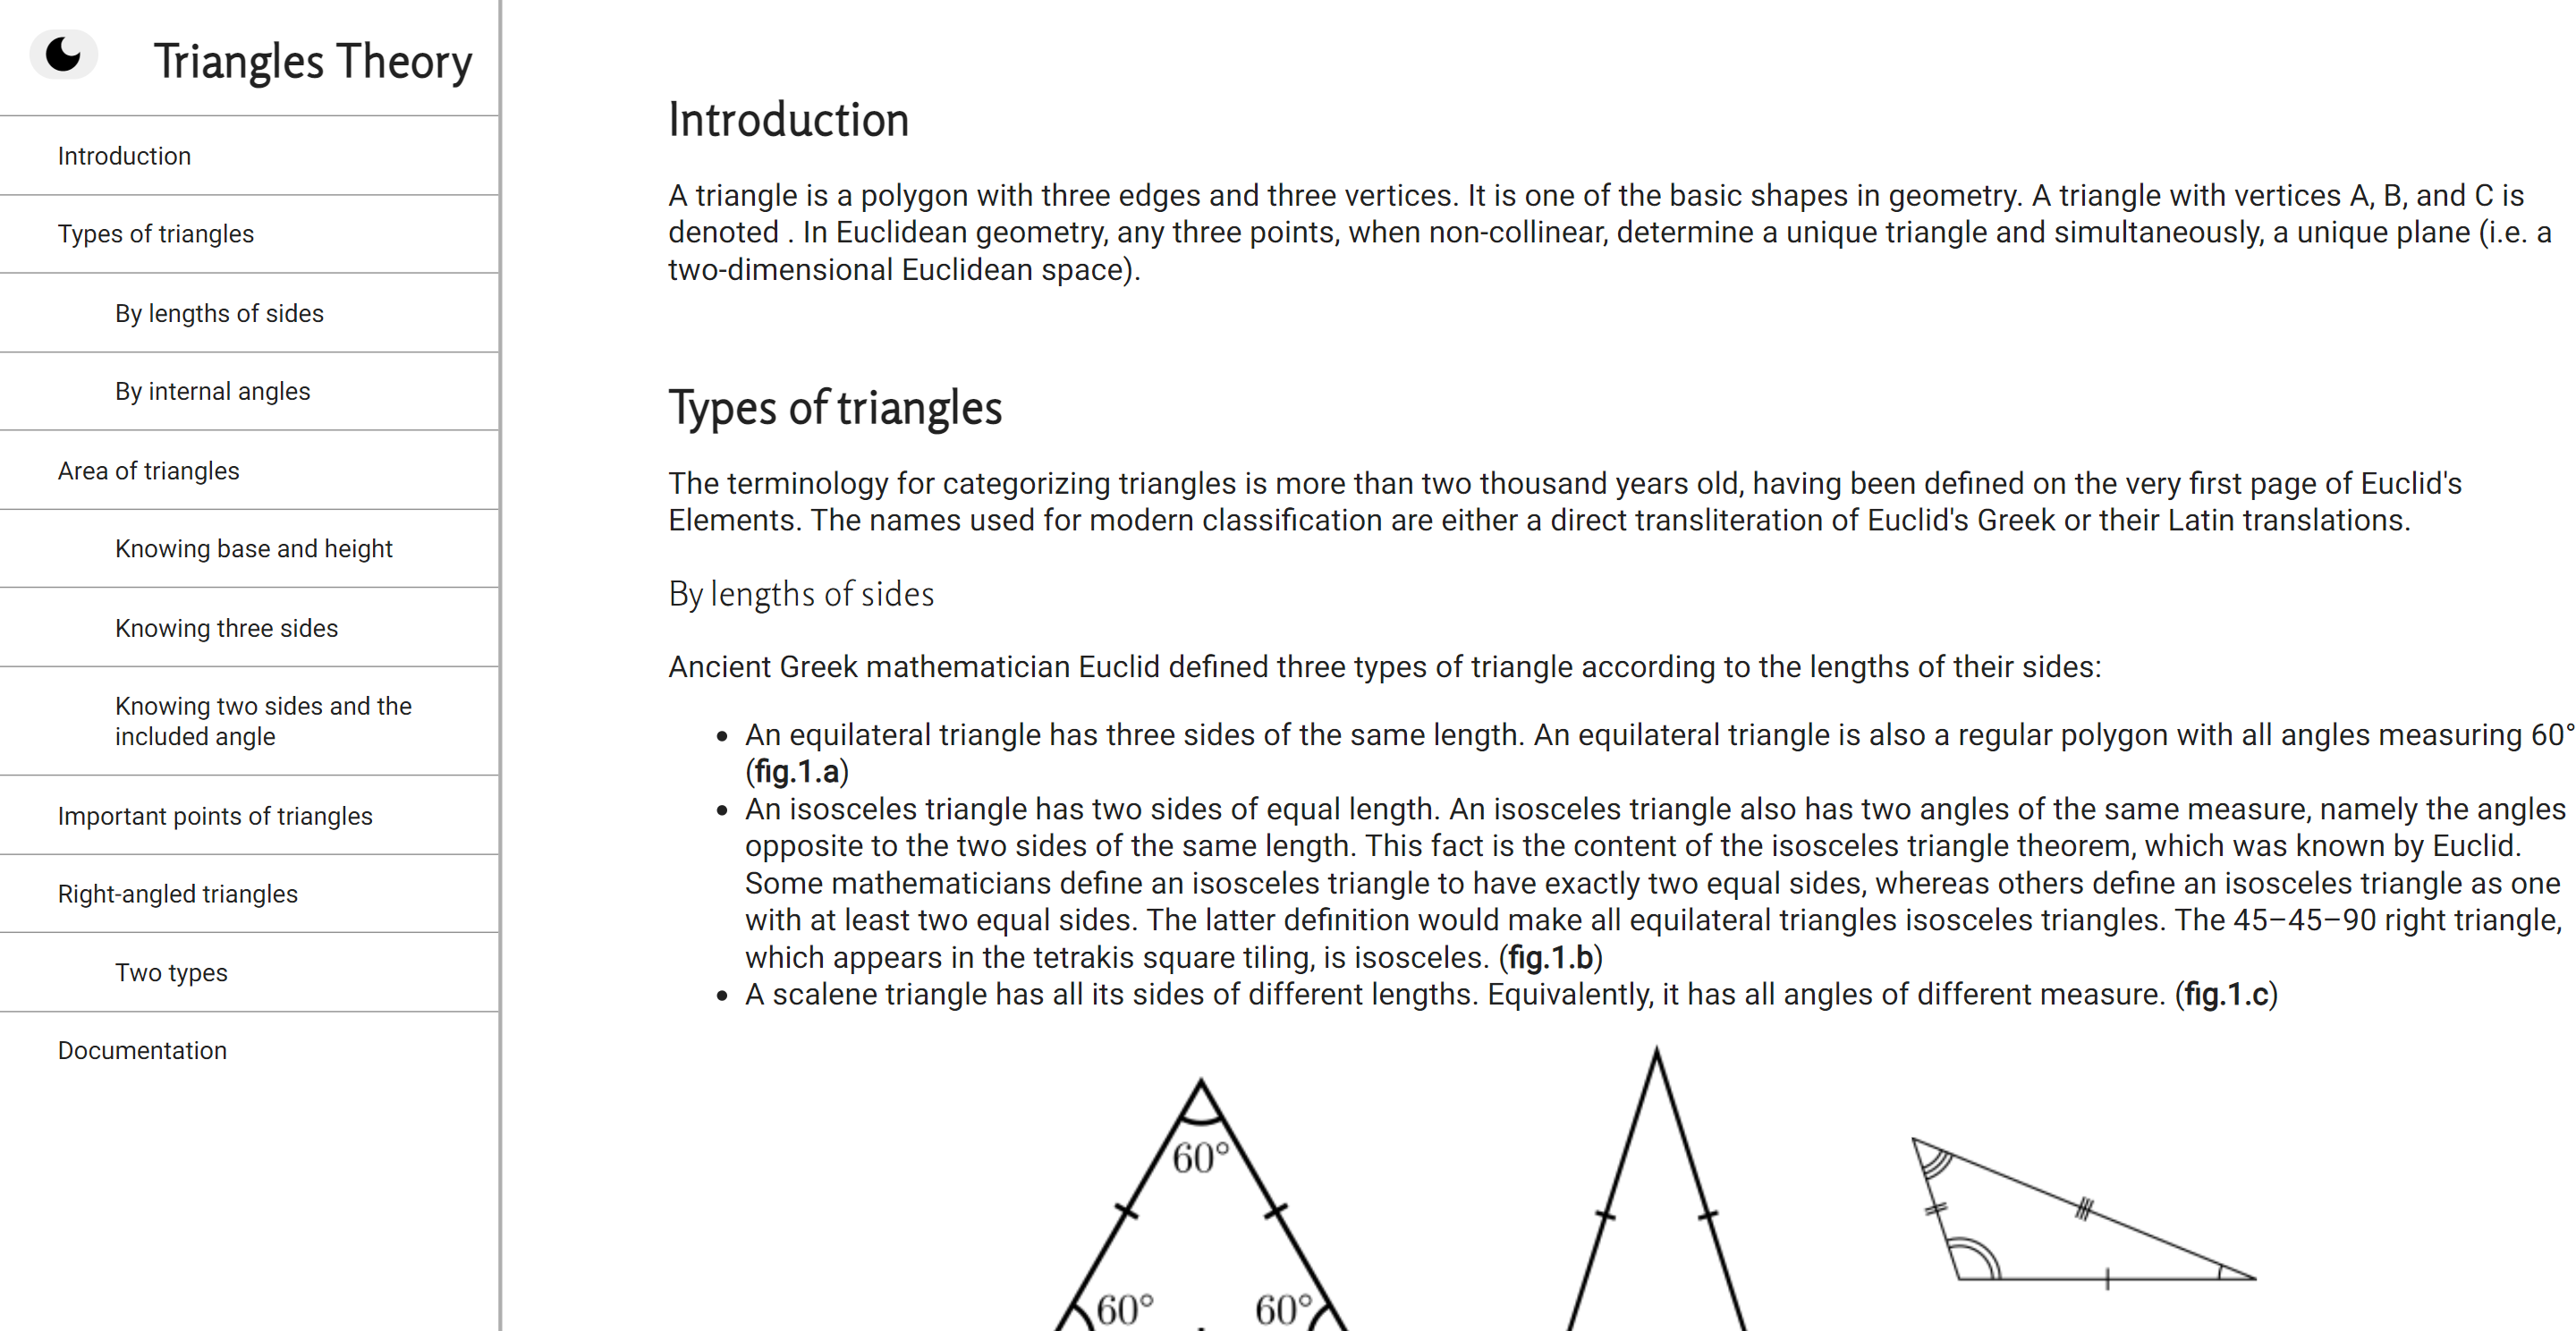 Triangles Theory
Introduction
Types of triangles
By lengths of sides
By internal angles
Area of triangles
Knowing base and height
Knowing three sides
Knowing two sides and the
included angle
Important points of triangles
Right-angled triangles
Two types
Documentation
Introduction
A triangle is a polygon with three edges and three vertices. It is one of the basic shapes in geometry. A triangle with vertices A, B, and C is
denoted . In Euclidean geometry, any three points, when non-collinear, determine a unique triangle and simultaneously, a unique plane (i.e. a
two-dimensional Euclidean space).
Types of triangles
The terminology for categorizing triangles is more than two thousand years old, having been defined on the very first page of Euclid's
Elements. The names used for modern classification are either a direct transliteration of Euclid's Greek or their Latin translations.
By lengths of sides
Ancient Greek mathematician Euclid defined three types of triangle according to the lengths of their sides:
• An equilateral triangle has three sides of the same length. An equilateral triangle is also a regular polygon with all angles measuring 60°
(fig.1.a)
• An isosceles triangle has two sides of equal length. An isosceles triangle also has two angles of the same measure, namely the angles
opposite to the two sides of the same length. This fact is the content of the isosceles triangle theorem, which was known by Euclid.
Some mathematicians define an isosceles triangle to have exactly two equal sides, whereas others define an isosceles triangle as one
with at least two equal sides. The latter definition would make all equilateral triangles isosceles triangles. The 45–45–90 right triangle,
which appears in the tetrakis square tiling, is isosceles. (fig.1.b)
• A scalene triangle has all its sides of different lengths. Equivalently, it has all angles of different measure. (fig.1.c)
60°
60° 60°